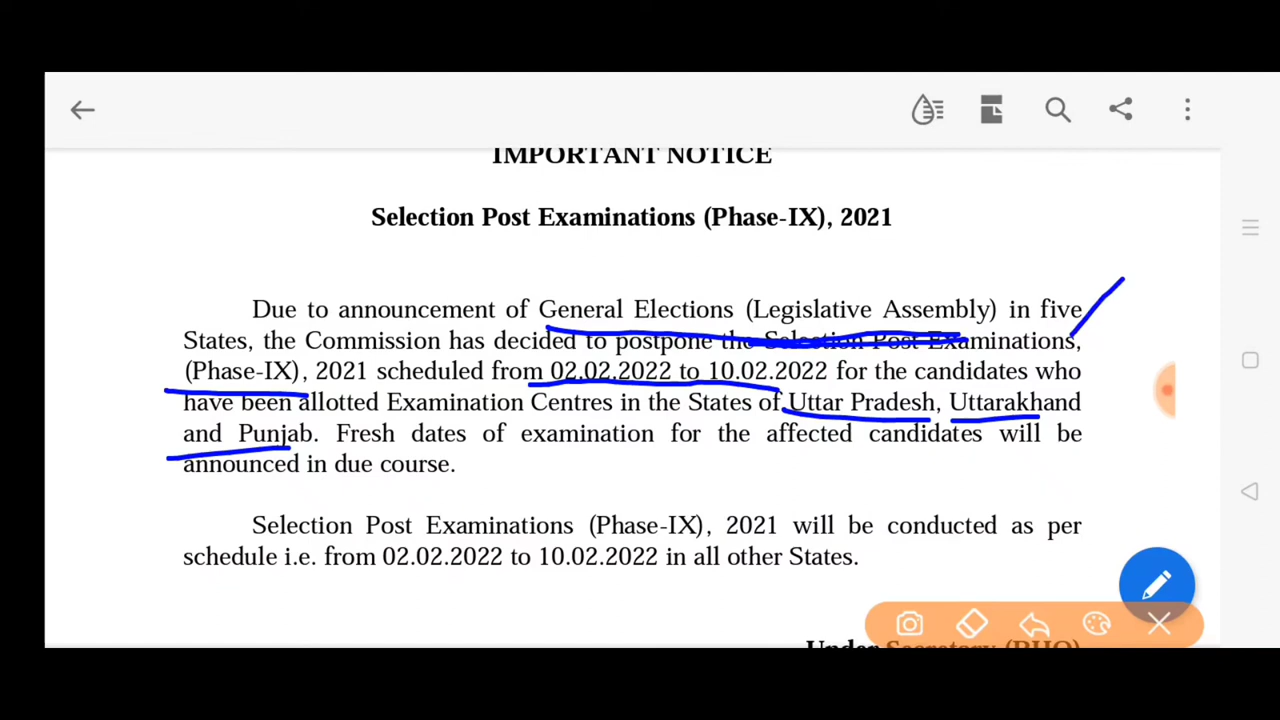 IMPORTANT NOTICE
Selection Post Examinations (Phase-IX), 2021
Due to announcement of General Elections (Legislative Assembly) in five
States, the Commission has decided to postpone the Selection Post Examinations,
(Phase-IX), 2021 scheduled from 02.02.2022 to 10.02.2022 for the candidates who
have been allotted Examination Centres in the States of Uttar Pradesh, Uttarakhand
and Punjab. Fresh dates of examination for the affected candidates will be
announced in due course.
Selection Post Examinations (Phase-IX), 2021 will be conducted as per
schedule i.e. from 02.02.2022 to 10.02.2022 in all other States.
Under Secretary (RHQ)